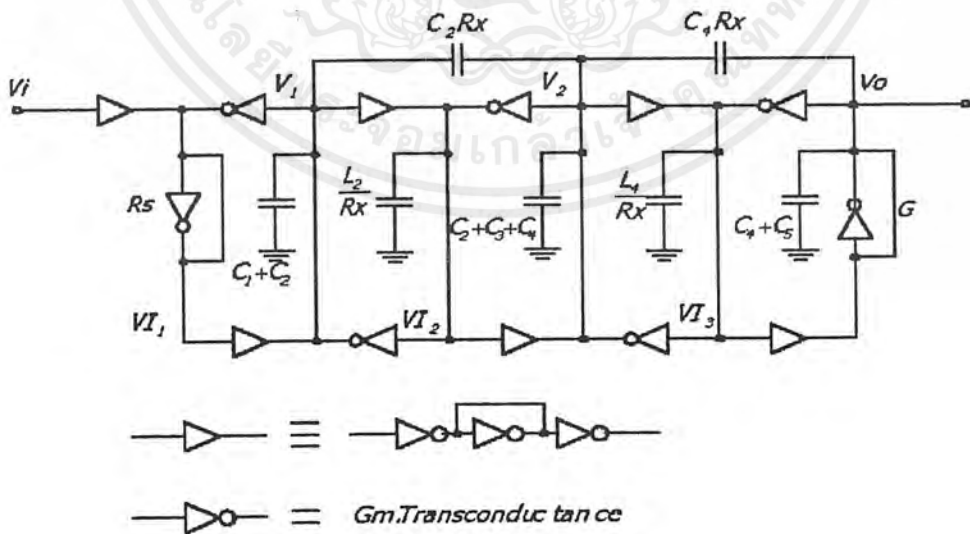 C₂Rx
C₄Rx
Vi
V₁
V₂
Vo
Rs
C₁+C₂
L₂
Rx
C₂+C₃+C₄
L₄
Rx
C₄+C₅
G
VI₁
VI₂
VI₃
Gm.Transconductance